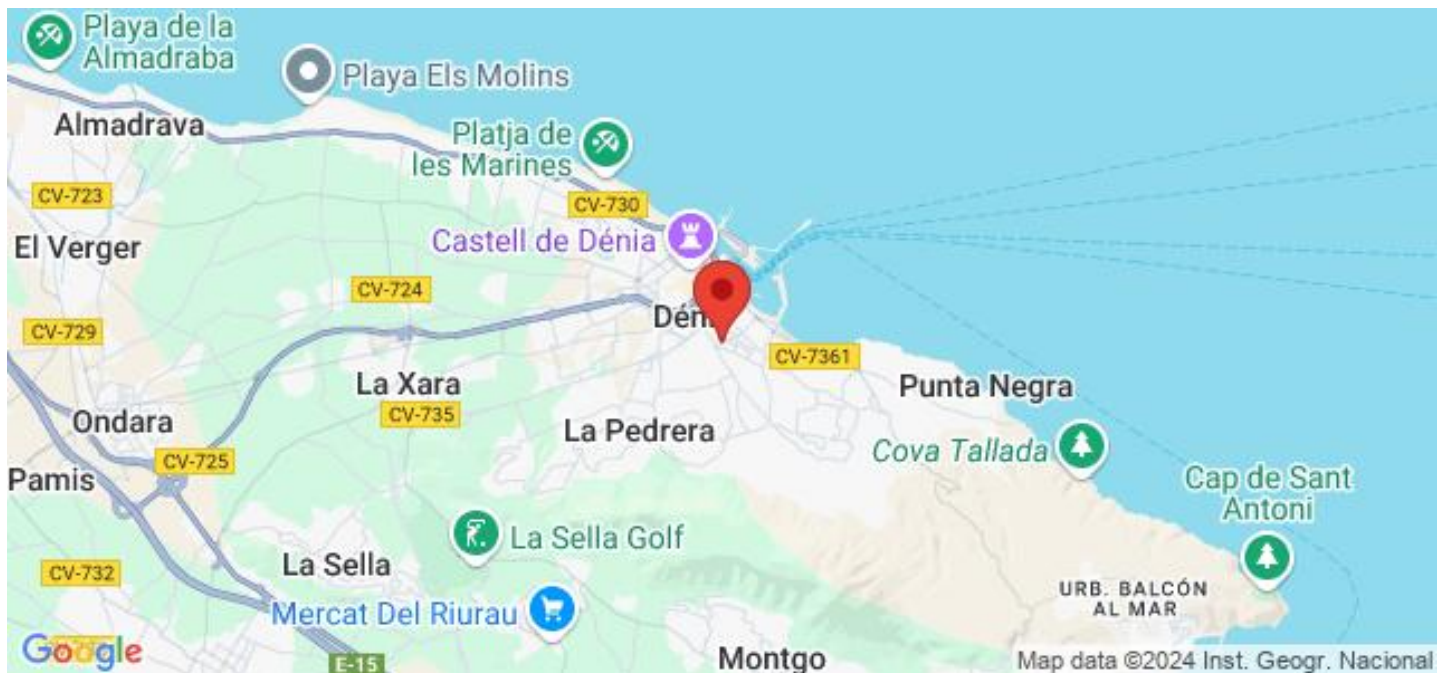 Playa de la
Almadraba
Playa Els Molins
Almadrava
Platja de
les Marines
CV-723
CV-730
Castell de Dénia
El Verger
CV-724
CV-729
CV-7361
La Xara
Punta Negra
CV-735
Ondara
La Pedrera
Cova Tallada
CV-725
Pamis
Cap de Sant
Antoni
La Sella Golf
La Sella
CV-732
URB. BALCÓN
AL MAR
Mercat Del Riurau
Google
E-15
Montgo
Map data ©2024 Inst. Geogr. Nacional